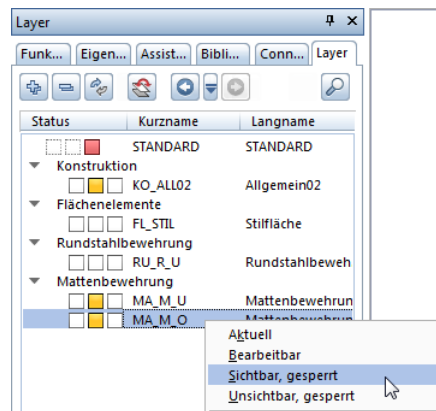 Layer
Funk... Eigen... Assist... Bibli... Conn... Layer
Status Kurzname Langname
STANDARD STANDARD
Konstruktion
KO_ALL02 Allgemein02
Flächenelemente
FL_STIL Stilfläche
Rundstahlbewehrung
RU_R_U Rundstahlbeweh
Mattenbewehrung
MA_M_U Mattenbewehrun
MA_M_O Mattenbewehrun
Aktuell
Bearbeitbar
Sichtbar, gesperrt
Unsichtbar, gesperrt